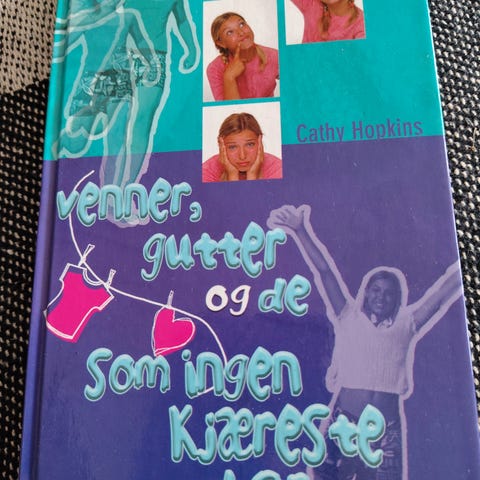 Cathy Hopkins
venner,
gutter
og de
som ingen
kjæreste